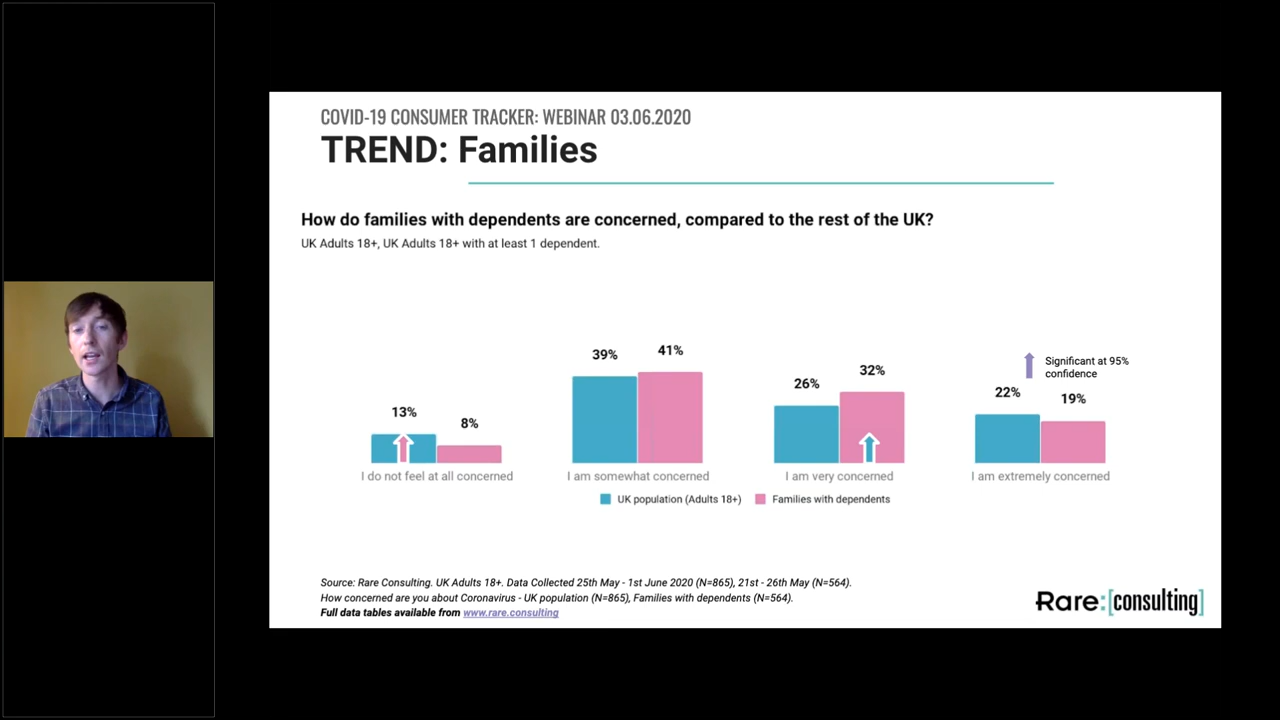 COVID-19 CONSUMER TRACKER: WEBINAR 03.06.2020
TREND: Families
How do families with dependents are concerned, compared to the rest of the UK?
UK Adults 18+, UK Adults 18+ with at least 1 dependent.
13%
8%
39%
41%
26%
32%
22%
19%
Significant at 95%
confidence
I do not feel at all concerned
I am somewhat concerned
I am very concerned
I am extremely concerned
UK population (Adults 18+)
Families with dependents
Source: Rare Consulting. UK Adults 18+. Data Collected 25th May - 1st June 2020 (N=865), 21st - 26th May (N=564).
How concerned are you about Coronavirus - UK population (N=865), Families with dependents (N=564).
Full data tables available from www.rare.consulting
Rare:[consulting]